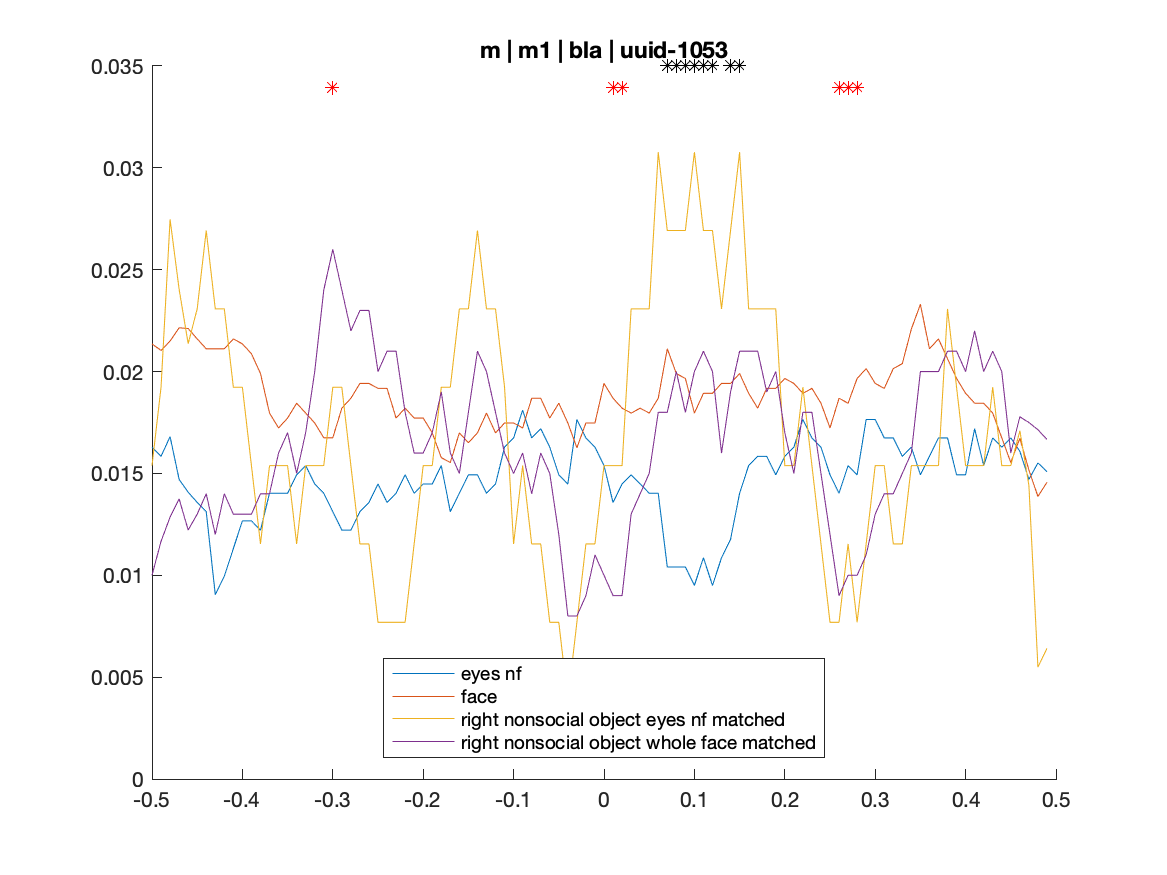 m | m1 | bla | uuid-1053
0.035
0.03
0.025
0.02
0.015
0.01
0.005
0
eyes nf
face
right nonsocial object eyes nf matched
right nonsocial object whole face matched
-0.5 -0.4 -0.3 -0.2 -0.1 0 0.1 0.2 0.3 0.4 0.5